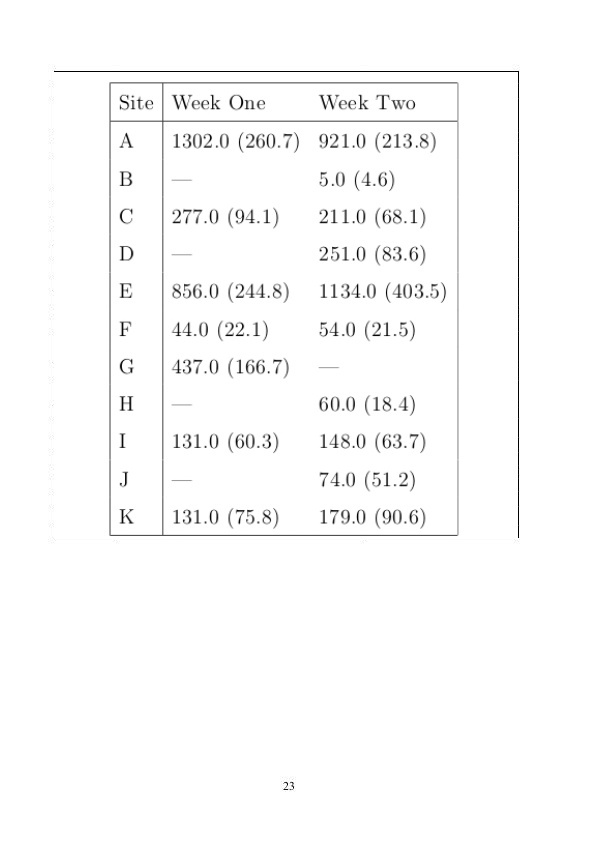 Site Week One Week Two
A 1302.0 (260.7) 921.0 (213.8)
B — 5.0 (4.6)
C 277.0 (94.1) 211.0 (68.1)
D — 251.0 (83.6)
E 856.0 (244.8) 1134.0 (403.5)
F 44.0 (22.1) 54.0 (21.5)
G 437.0 (166.7) —
H — 60.0 (18.4)
I 131.0 (60.3) 148.0 (63.7)
J — 74.0 (51.2)
K 131.0 (75.8) 179.0 (90.6)
23